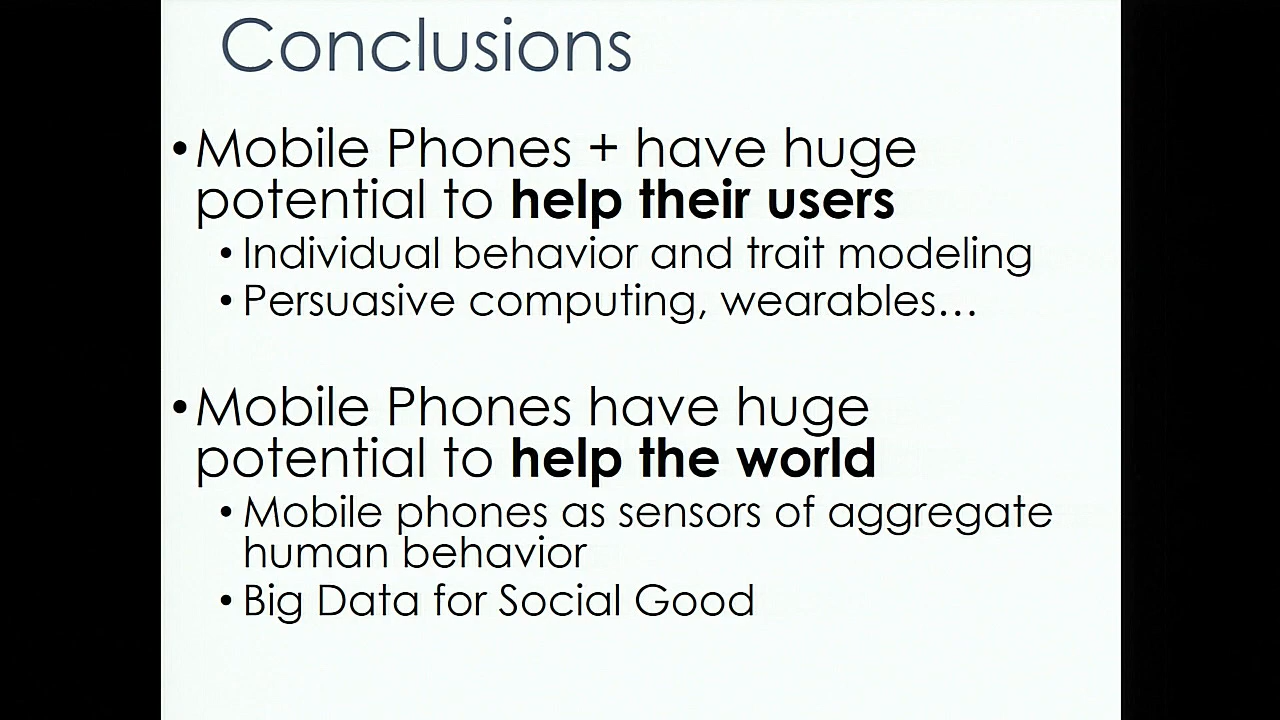 Conclusions
•Mobile Phones + have huge
potential to help their users
•Individual behavior and trait modeling
•Persuasive computing, wearables…
•Mobile Phones have huge
potential to help the world
•Mobile phones as sensors of aggregate
human behavior
•Big Data for Social Good